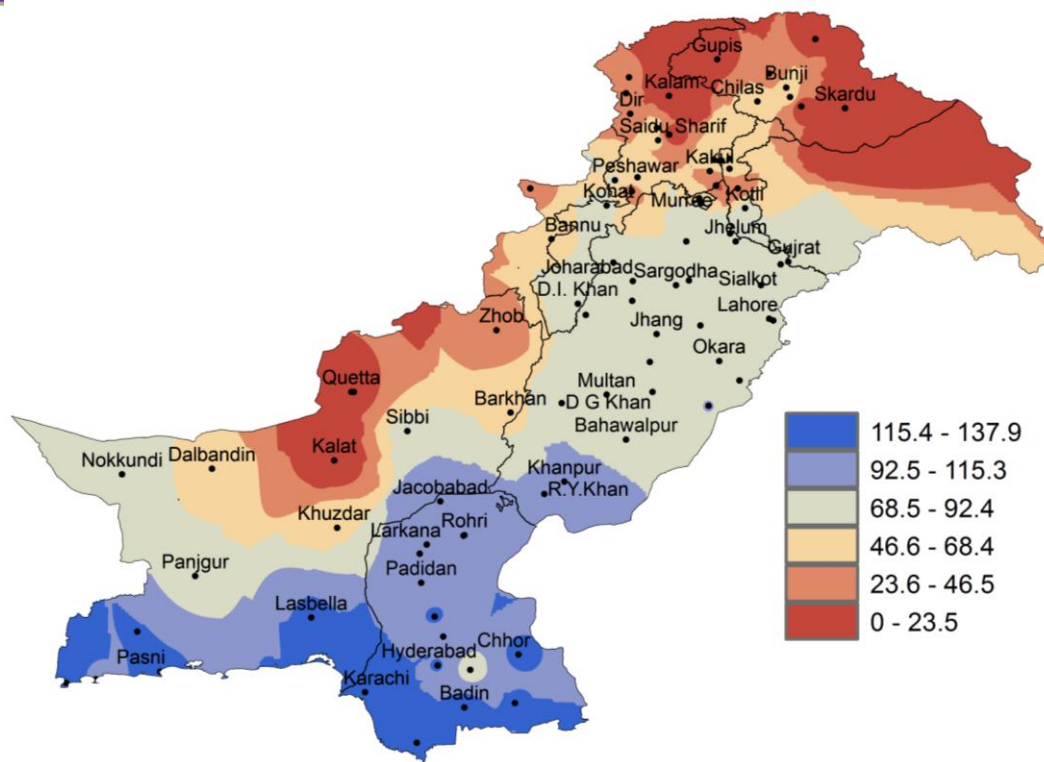 Gupis
Bunji
Kalam
Chilas
Skardu
Dir
Saidu Sharif
Kakul
Peshawar
Kohat
Murree
Kotli
Bannu
Jhelum
Gujrat
Joharabad
Sargodha
Sialkot
D.I. Khan
Lahore
Zhob
Jhang
Okara
Quetta
Multan
Barkhan
D G Khan
Sibbi
Bahawalpur
Kalat
Dalbandin
Nokkundi
Khanpur
R.Y.Khan
Jacobabad
Khuzdar
Rohri
Larkana
Panjgur
Padidan
Lasbella
Chhor
Hyderabad
Pasni
Karachi
Badin
115.4 - 137.9
92.5 - 115.3
68.5 - 92.4
46.6 - 68.4
23.6 - 46.5
0 - 23.5